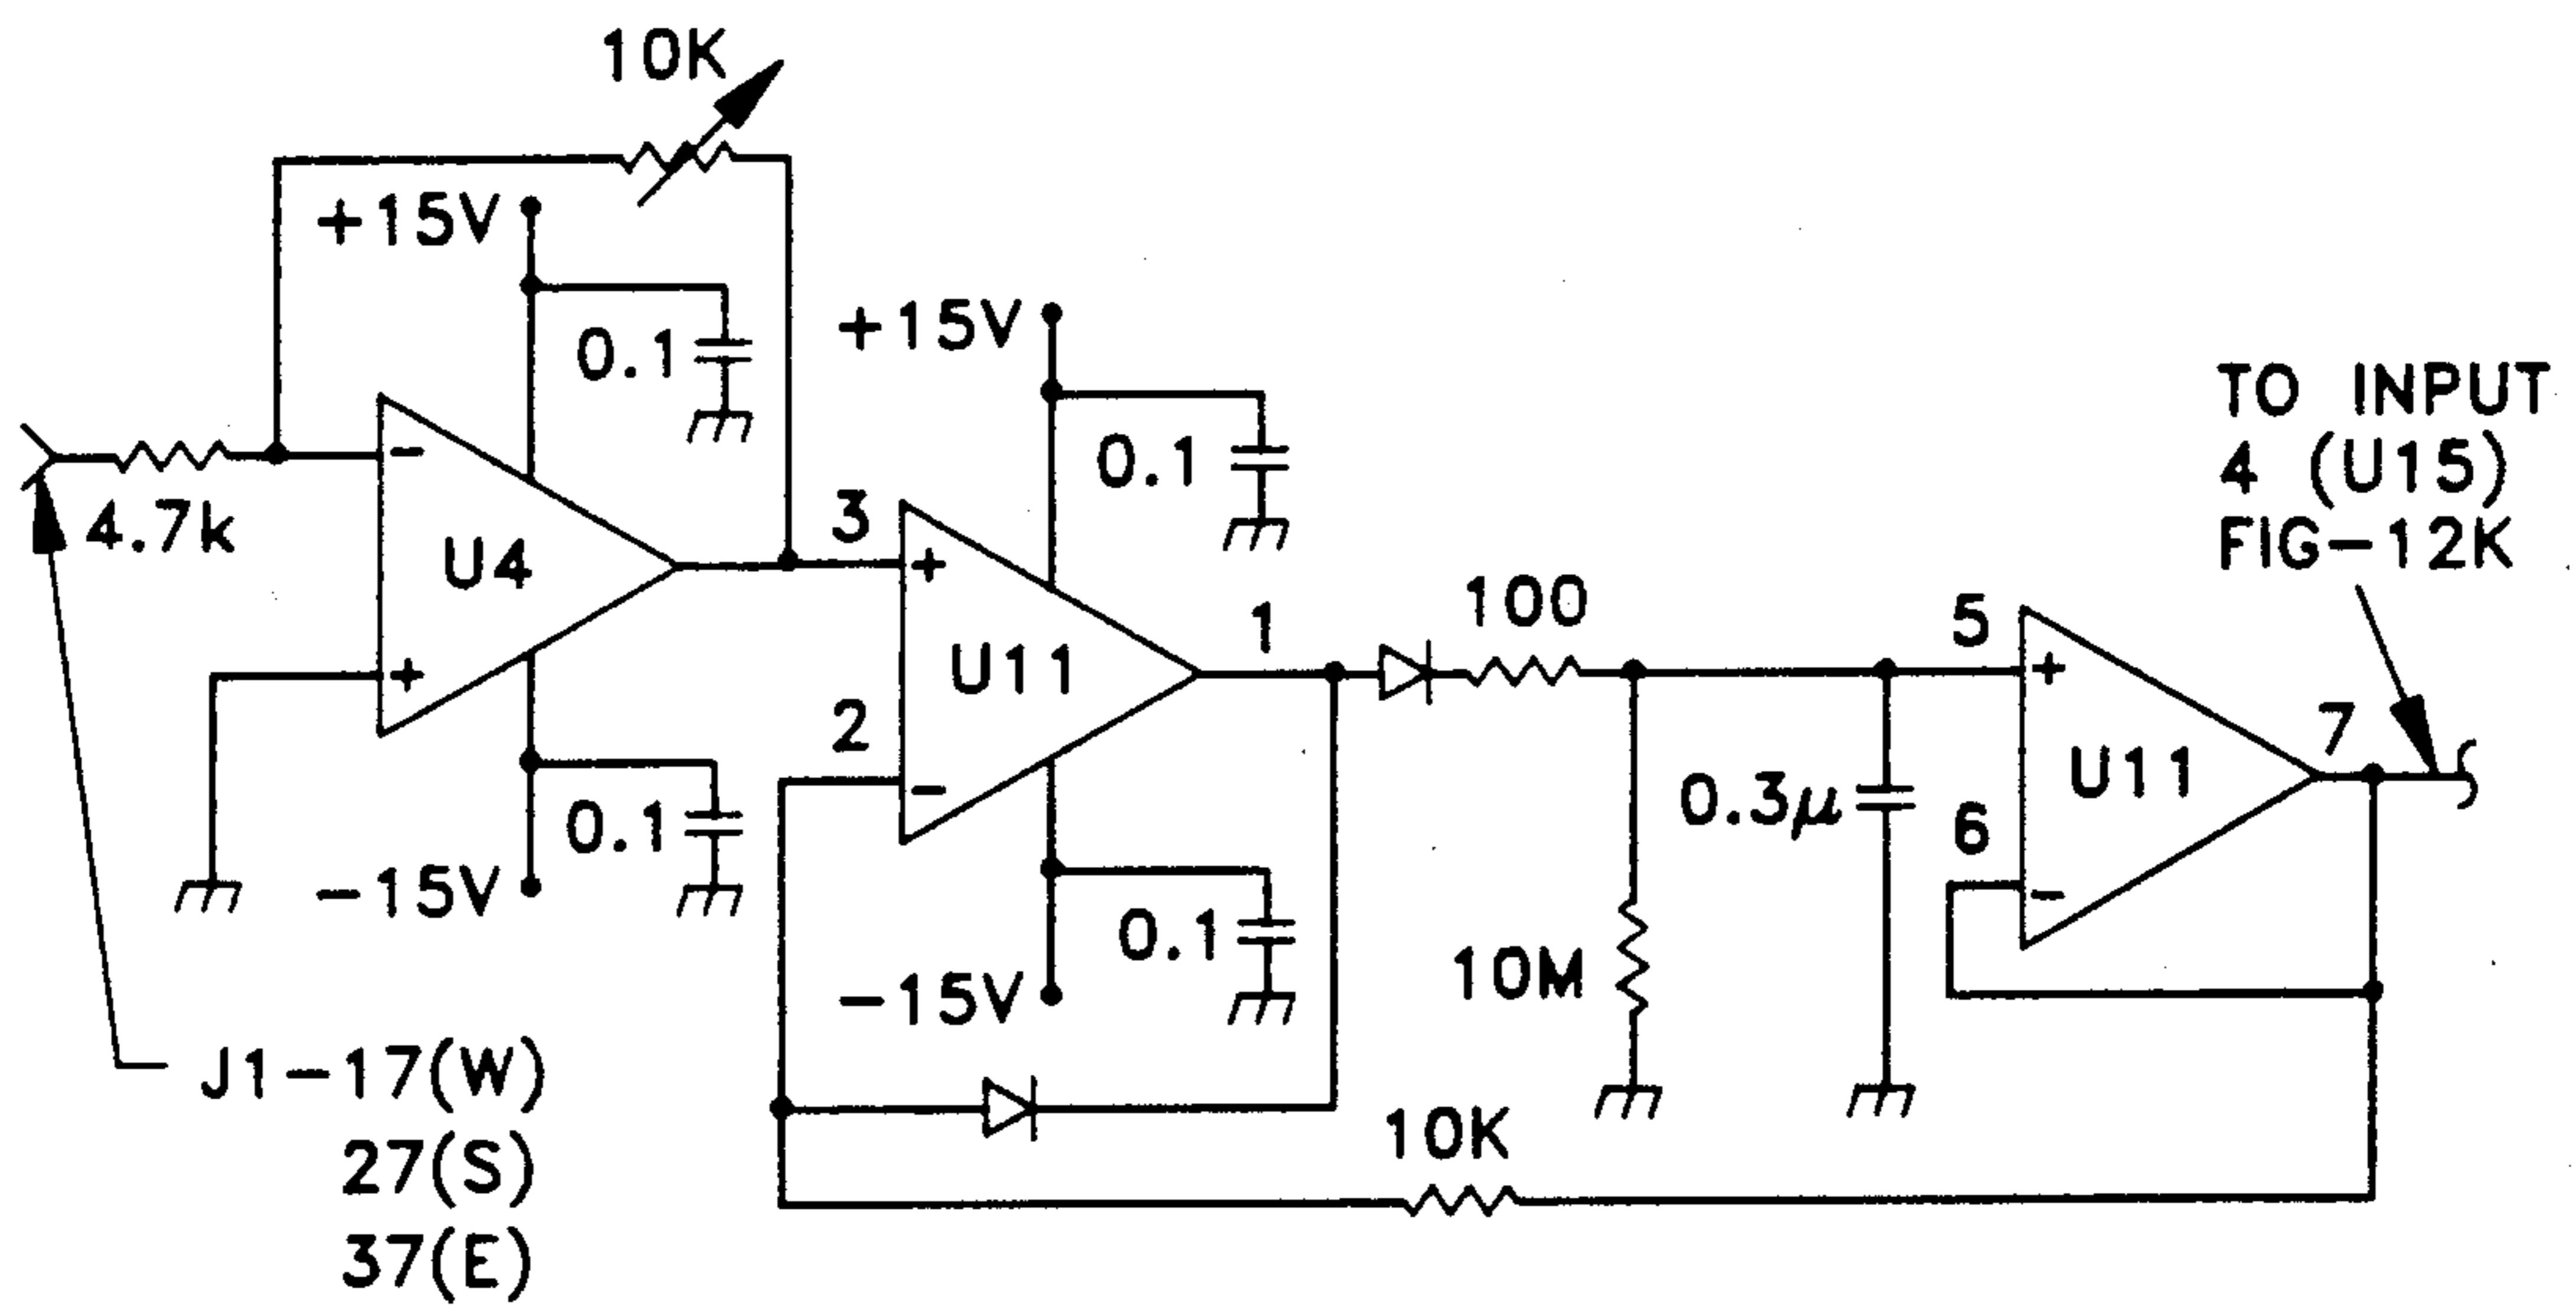 10K
+15V
0.1
+15V
0.1
TO INPUT
4 (U15)
FIG-12K
-
4.7k
U4
+
3
+
U11
1
100
5
+
2
-
U11
7
0.3μ
6
-
0.1
-15V
0.1
-15V
10M
J1-17(W)
27(S)
37(E)
10K